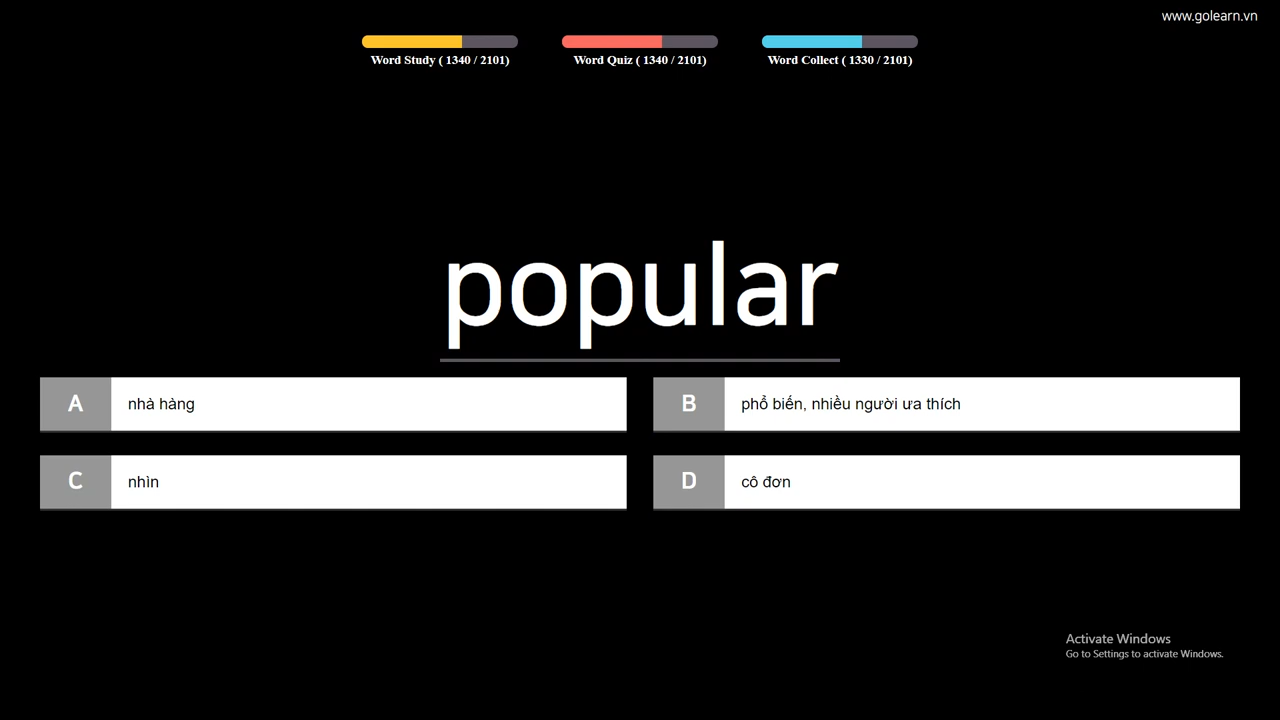 www.golearn.vn
Word Study ( 1340 / 2101)
Word Quiz ( 1340 / 2101)
Word Collect ( 1330 / 2101)
popular
A nhà hàng
B phổ biến, nhiều người ưa thích
C nhìn
D cô đơn
Activate Windows
Go to Settings to activate Windows.